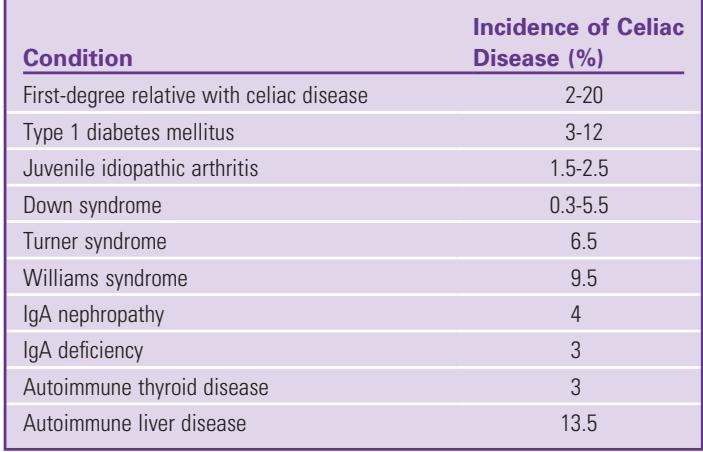 Condition Incidence of Celiac Disease (%)
First-degree relative with celiac disease 2-20
Type 1 diabetes mellitus 3-12
Juvenile idiopathic arthritis 1.5-2.5
Down syndrome 0.3-5.5
Turner syndrome 6.5
Williams syndrome 9.5
IgA nephropathy 4
IgA deficiency 3
Autoimmune thyroid disease 3
Autoimmune liver disease 13.5